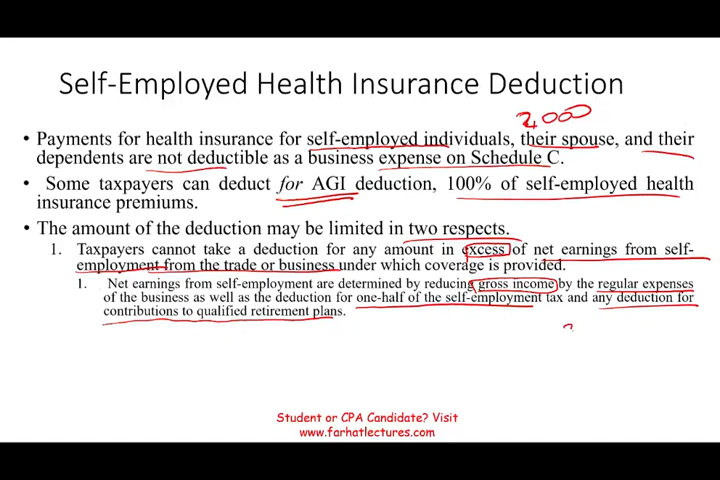 Self-Employed Health Insurance Deduction
2,000
• Payments for health insurance for self-employed individuals, their spouse, and their
dependents are not deductible as a business expense on Schedule C.
• Some taxpayers can deduct for AGI deduction, 100% of self-employed health
insurance premiums.
• The amount of the deduction may be limited in two respects.
1. Taxpayers cannot take a deduction for any amount in excess of net earnings from self-
employment from the trade or business under which coverage is provided.
1. Net earnings from self-employment are determined by reducing gross income by the regular expenses
of the business as well as the deduction for one-half of the self-employment tax and any deduction for
contributions to qualified retirement plans.
Student or CPA Candidate? Visit
www.farhatlectures.com